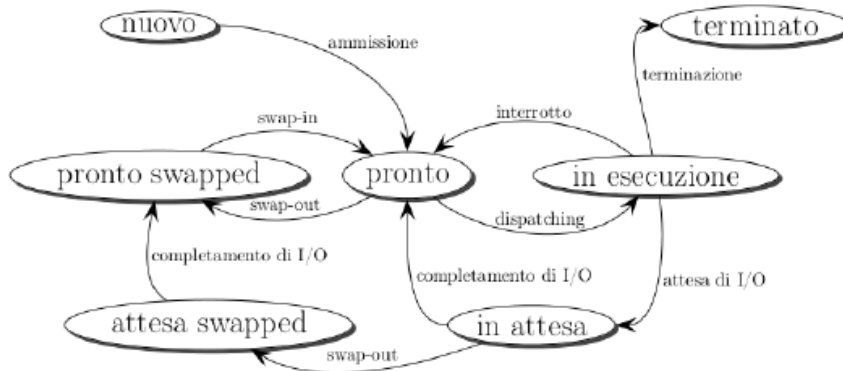 nuovo
terminato
ammissione
terminazione
swap-in
interrotto
pronto swapped
pronto
in esecuzione
swap-out
dispatching
completamento di I/O
completamento di I/O
attesa di I/O
attesa swapped
in attesa
swap-out